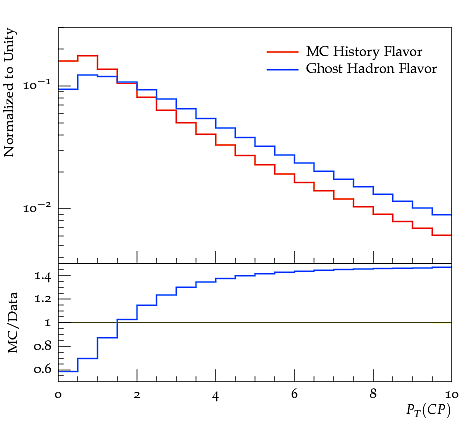 Normalized to Unity
MC History Flavor
Ghost Hadron Flavor
10⁻¹
10⁻²
MC/Data
1.4
1.2
1
0.8
0.6
0 2 4 6 8 10
P_T(CP)